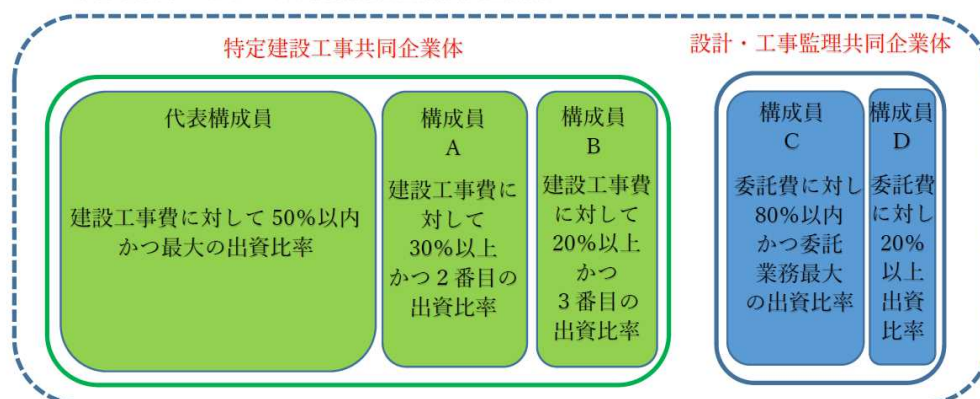 特定建設工事共同企業体
設計・工事監理共同企業体
代表構成員
建設工事費に対して 50%以内
かつ最大の出資比率
構成員
A
建設工事費に
対して
30%以上
かつ２番目の
出資比率
構成員
B
建設工事費
に対して
20%以上
かつ
３番目の
出資比率
構成員
C
委託費に対し
80%以内
かつ委託
業務最大
の出資比率
構成員
D
委託費
に対し
20%
以上
出資
比率